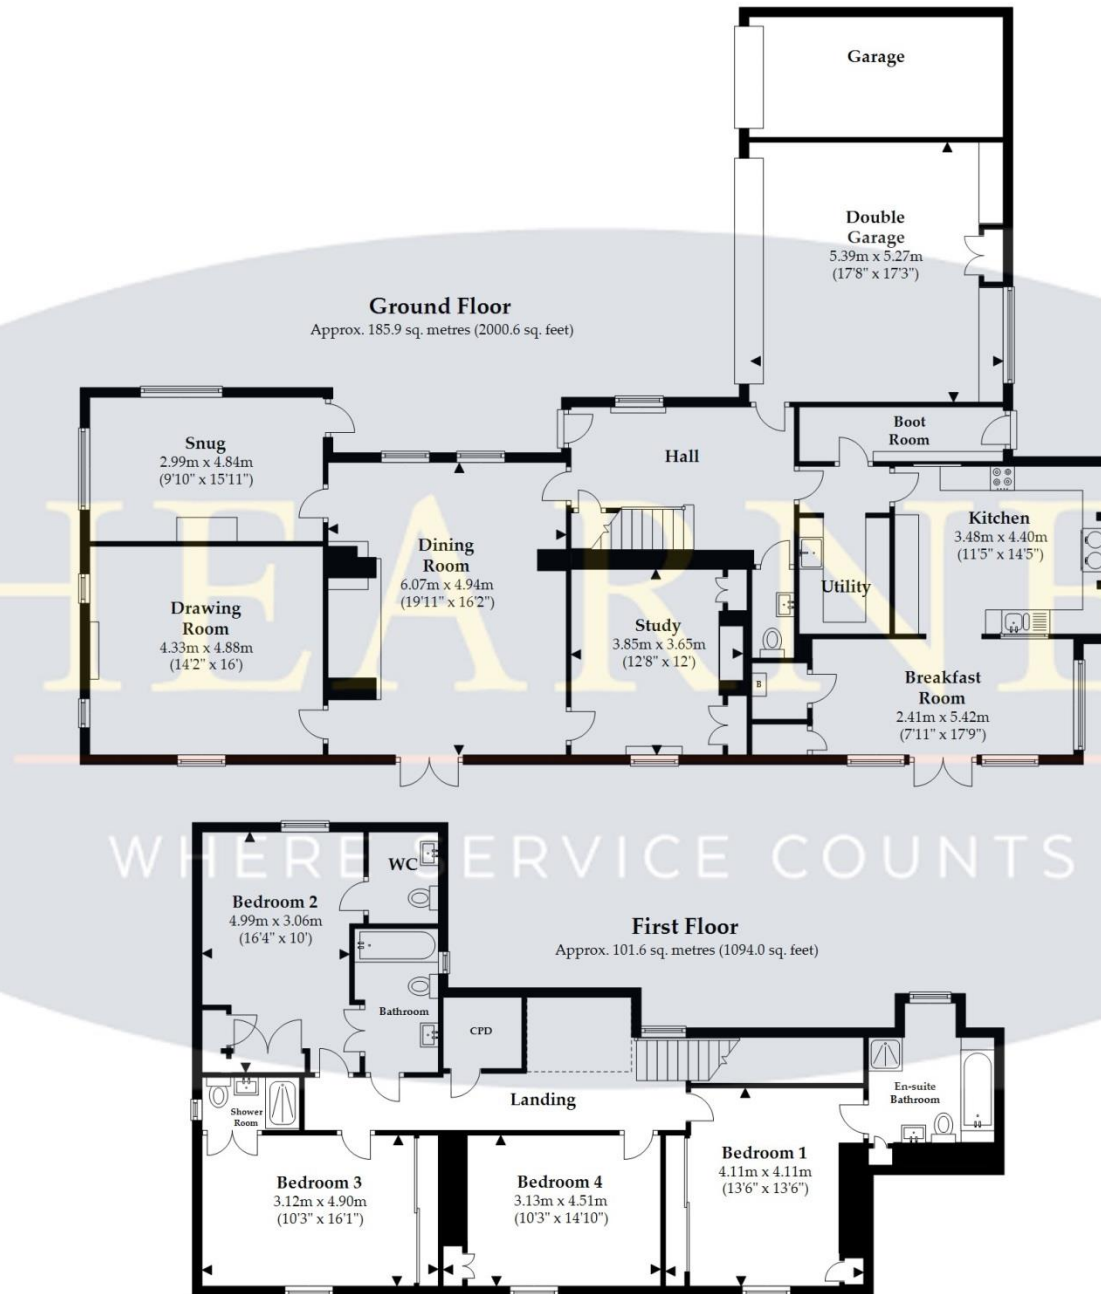 Garage
Double
Garage
5.39m x 5.27m
(17'8" x 17'3")
Ground Floor
Approx. 185.9 sq. metres (2000.6 sq. feet)
Boot
Room
Snug
2.99m x 4.84m
(9'10" x 15'11")
Hall
Kitchen
3.48m x 4.40m
(11'5" x 14'5")
Dining
Room
6.07m x 4.94m
(19'11" x 16'2")
Utility
Drawing
Room
4.33m x 4.88m
(14'2" x 16')
Study
3.85m x 3.65m
(12'8" x 12')
B
Breakfast
Room
2.41m x 5.42m
(7'11" x 17'9")
HEARNE
WHERE SERVICE COUNTS
WC
Bedroom 2
4.99m x 3.06m
(16'4" x 10')
First Floor
Approx. 101.6 sq. metres (1094.0 sq. feet)
Bathroom
CPD
En-suite
Bathroom
Landing
Shower
Room
Bedroom 1
4.11m x 4.11m
(13'6" x 13'6")
Bedroom 3
3.12m x 4.90m
(10'3" x 16'1")
Bedroom 4
3.13m x 4.51m
(10'3" x 14'10")